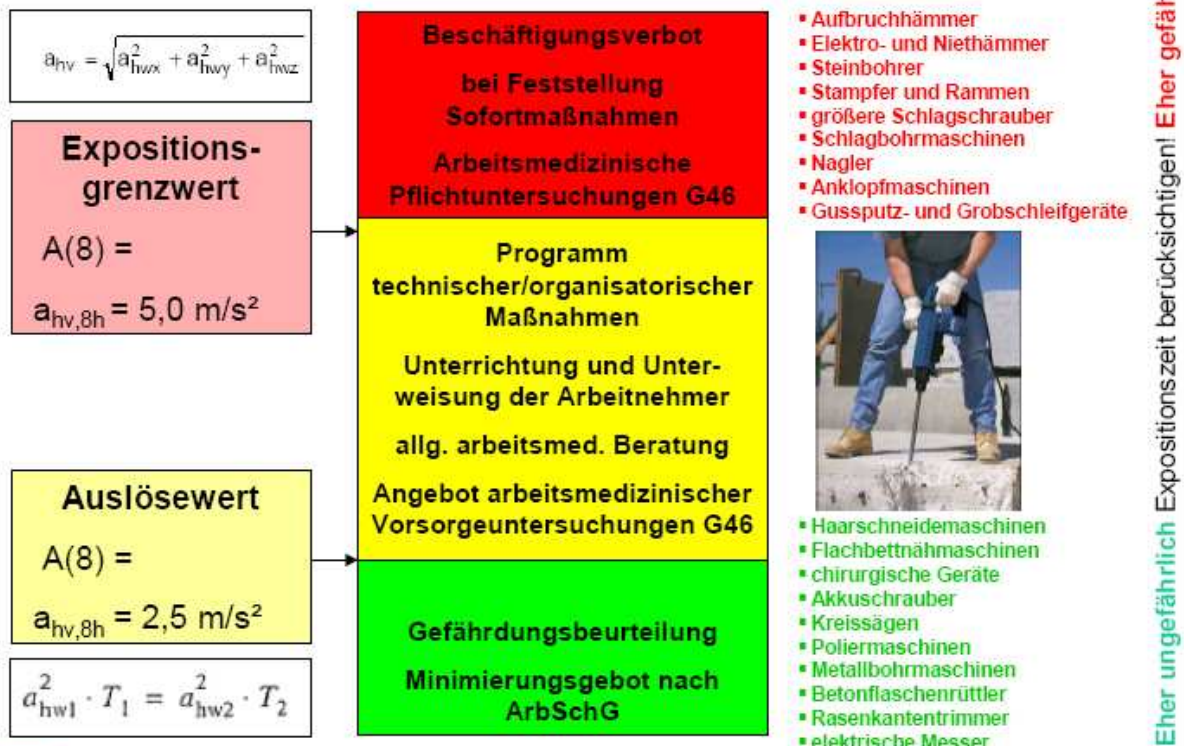 a_hv = √(a²_hwx + a²_hwy + a²_hwz)
Expositions-
grenzwert
A(8) =
a_hv,8h = 5,0 m/s²
Auslösewert
A(8) =
a_hv,8h = 2,5 m/s²
a²_hw1 · T₁ = a²_hw2 · T₂
Beschäftigungsverbot
bei Feststellung
Sofortmaßnahmen
Arbeitsmedizinische
Pflichtuntersuchungen G46
Programm
technischer/organisatorischer
Maßnahmen
Unterrichtung und Unter-
weisung der Arbeitnehmer
allg. arbeitsmed. Beratung
Angebot arbeitsmedizinischer
Vorsorgeuntersuchungen G46
Gefährdungsbeurteilung
Minimierungsgebot nach
ArbSchG
▪ Aufbruchhämmer
▪ Elektro- und Niethämmer
▪ Steinbohrer
▪ Stampfer und Rammen
▪ größere Schlagschrauber
▪ Schlagbohrmaschinen
▪ Nagler
▪ Anklopfmaschinen
▪ Gussputz- und Grobschleifgeräte
▪ Haarschneidemaschinen
▪ Flachbettnähmaschinen
▪ chirurgische Geräte
▪ Akkuschrauber
▪ Kreissägen
▪ Poliermaschinen
▪ Metallbohrmaschinen
▪ Betonflaschenrüttler
▪ Rasenkantentrimmer
▪ elektrische Messer
Eher ungefährlich Expositionszeit berücksichtigen! Eher gefäh